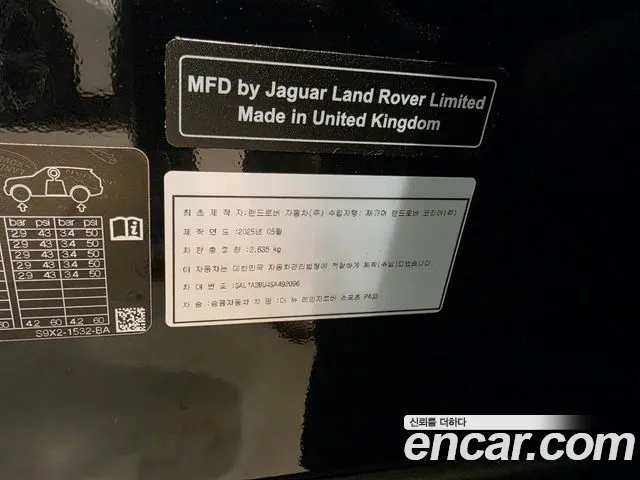 MFD by Jaguar Land Rover Limited
Made in United Kingdom
LAND ROVER
bar psi bar psi
2.9 43 3.4 50
2.9 43 3.4 50
2.9 43 3.4 50
2.9 43 3.4 50
60 4.2 60 4.2 60
S9X2-1532-BA
최초 제작자:랜드로버 자동차(주) 수입자명: 재규어 랜드로버 코리아(주)
제작 연도:2025년 05월
차량 총중량:2,835 kg
이 자동차는 대한민국 자동차관리법령에 적합하게 제작(수입)되었습니다.
차대 번호:SAL1A2BU4SA492096
차종:승용자동차 차명:더 뉴 레인지로버 스포츠 P400
신뢰를 더하다
encar.com